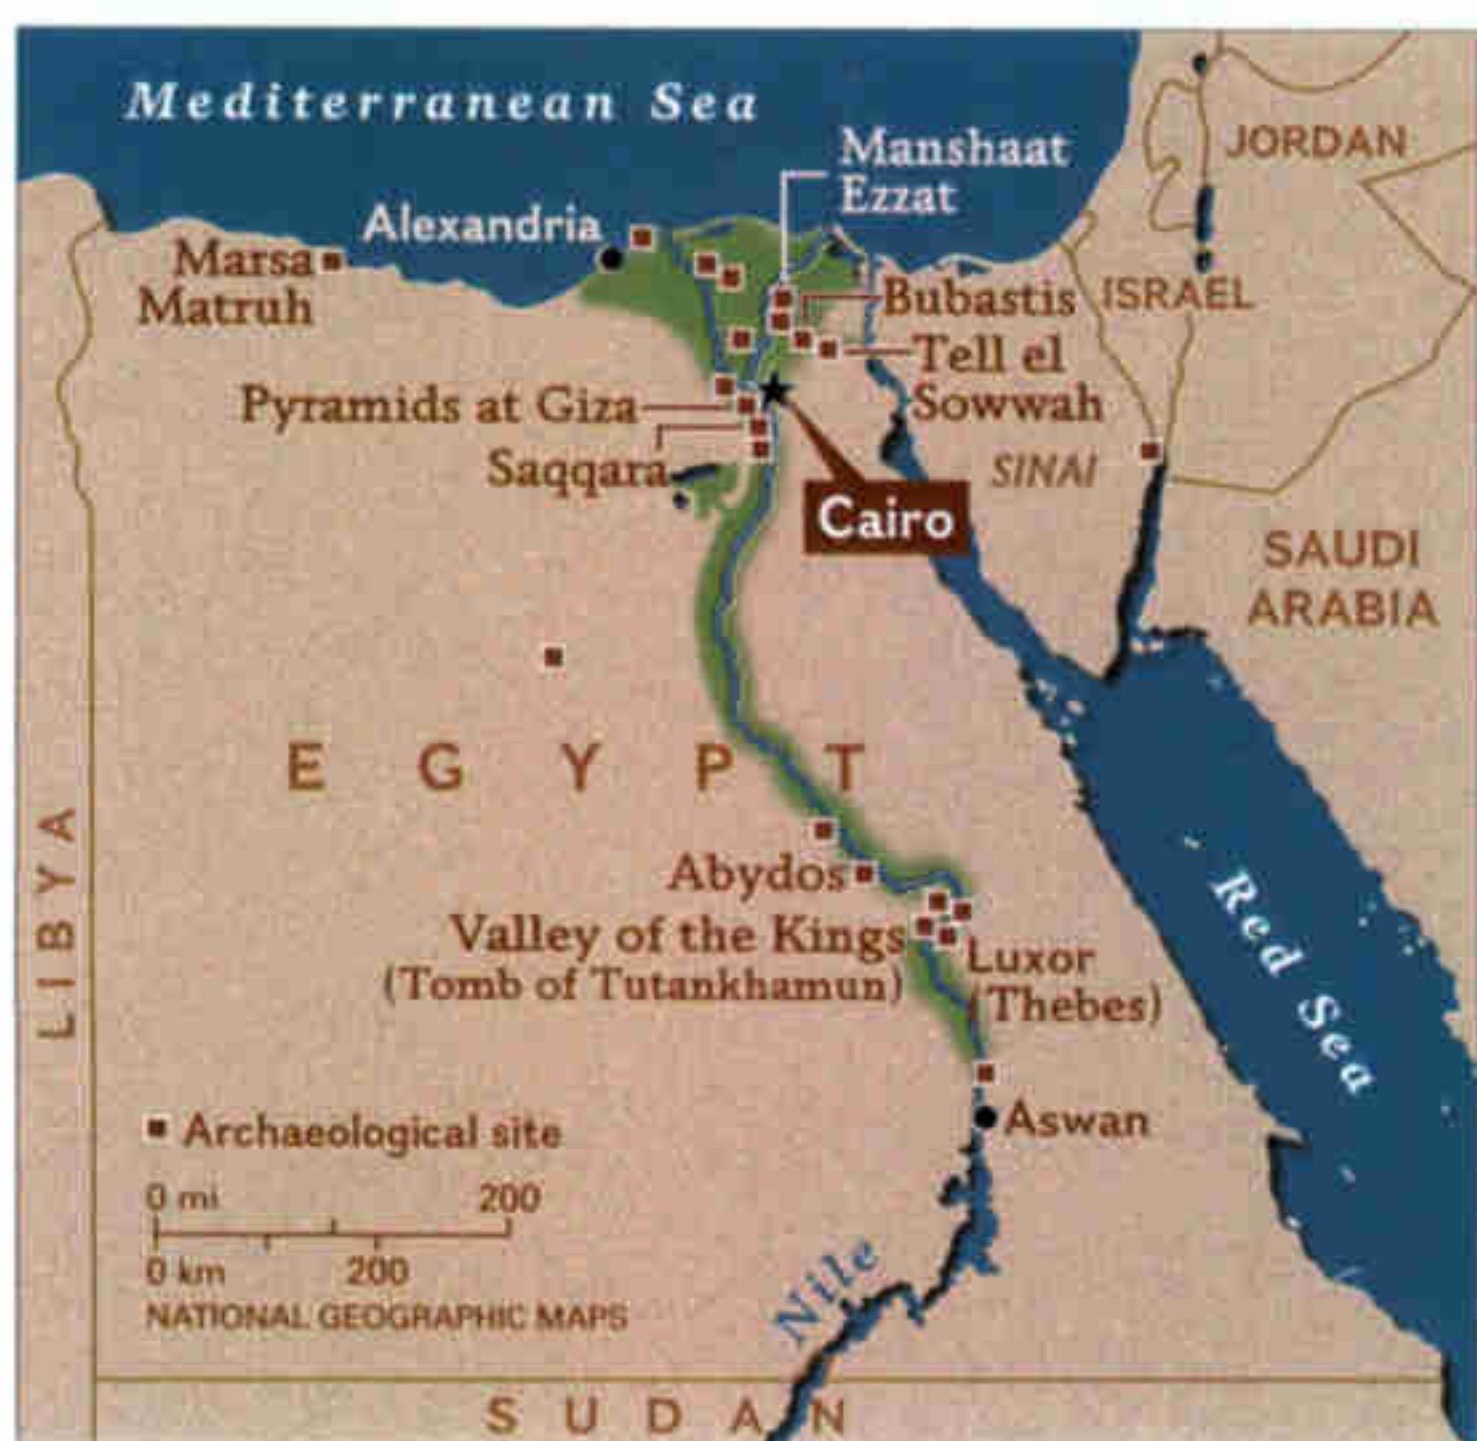 Mediterranean Sea
Manshaat
Ezzat
JORDAN
Alexandria
Marsa
Matruh
Bubastis
ISRAEL
Tell el
Sowwah
Pyramids at Giza
Saqqara
SINAI
Cairo
SAUDI
ARABIA
EGYPT
LIBYA
Abydos
Valley of the Kings
(Tomb of Tutankhamun)
Luxor
(Thebes)
Red Sea
Archaeological site
Aswan
0 mi 200
0 km 200
NATIONAL GEOGRAPHIC MAPS
Nile
SUDAN